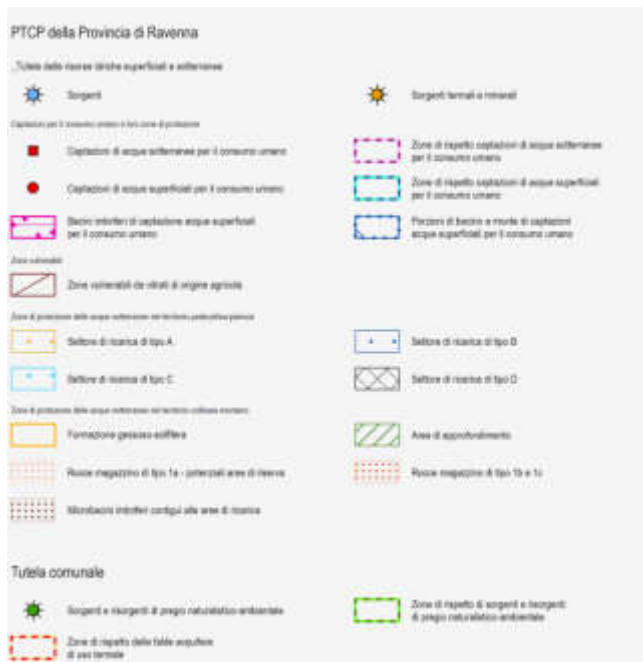 PTCP della Provincia di Ravenna
Tutela delle risorse idriche superficiali e sotterranee
Sorgenti
Sorgenti termali e minerali
Captazioni per il consumo umano e loro zone di protezione
Captazioni di acque sotterranee per il consumo umano
Zone di rispetto captazioni di acque sotterranee
per il consumo umano
Captazioni di acque superficiali per il consumo umano
Zone di rispetto captazioni di acque superficiali
per il consumo umano
Bacini imbriferi di captazione acque superficiali
per il consumo umano
Porzioni di bacino a monte di captazioni
acque superficiali per il consumo umano
Zone vulnerabili
Zone vulnerabili da nitrati di origine agricola
Zone di protezione delle acque sotterranee nel territorio pedecollina pianura
Settore di ricarica di tipo A
Settore di ricarica di tipo B
Settore di ricarica di tipo C
Settore di ricarica di tipo D
Zone di protezione delle acque sotterranee nel territorio collinare montano
Formazione gessoso solfifera
Aree di approfondimento
Rocce magazzino di tipo 1a - potenziali aree di riserva
Rocce magazzino di tipo 1b e 1c
Microbacini imbriferi contigui alle aree di ricarica
Tutela comunale
Sorgenti e risorgenti di pregio naturalistico-ambientale
Zone di rispetto di sorgenti e risorgenti
di pregio naturalistico-ambientale
Zone di rispetto delle falde acquifere
di uso termale